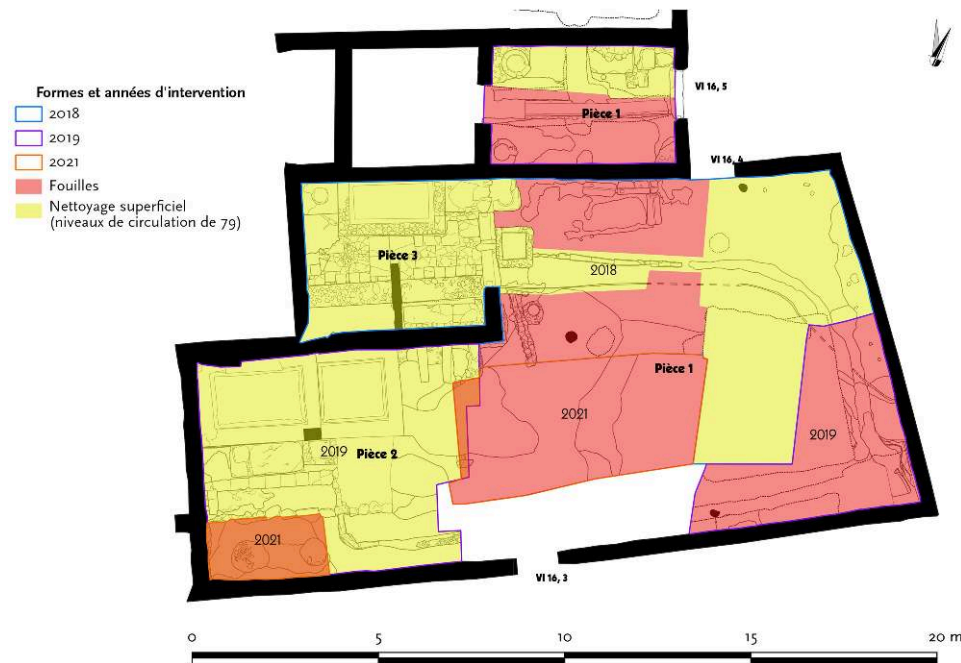 Formes et années d'intervention
2018
2019
2021
Fouilles
Nettoyage superficiel
(niveaux de circulation de 79)
VI 16, 5
Pièce 1
VI 16, 4
Pièce 3
2018
Pièce 1
2021
2019
2019
Pièce 2
2021
VI 16, 3
0
5
10
15
20 m